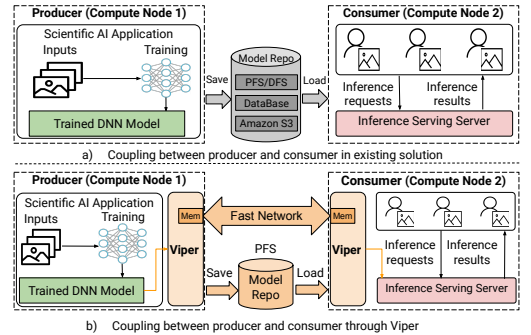 Producer (Compute Node 1)
Scientific AI Application
Inputs
Training
Trained DNN Model
Save
Model Repo
PFS/DFS
DataBase
Amazon S3
Load
Consumer (Compute Node 2)
Inference
requests
Inference
results
Inference Serving Server
a) Coupling between producer and consumer in existing solution
Producer (Compute Node 1)
Scientific AI Application
Inputs
Training
Trained DNN Model
Mem
Viper
Fast Network
Save
PFS
Model
Repo
Load
Consumer (Compute Node 2)
Mem
Viper
Inference
requests
Inference
results
Inference Serving Server
b) Coupling between producer and consumer through Viper